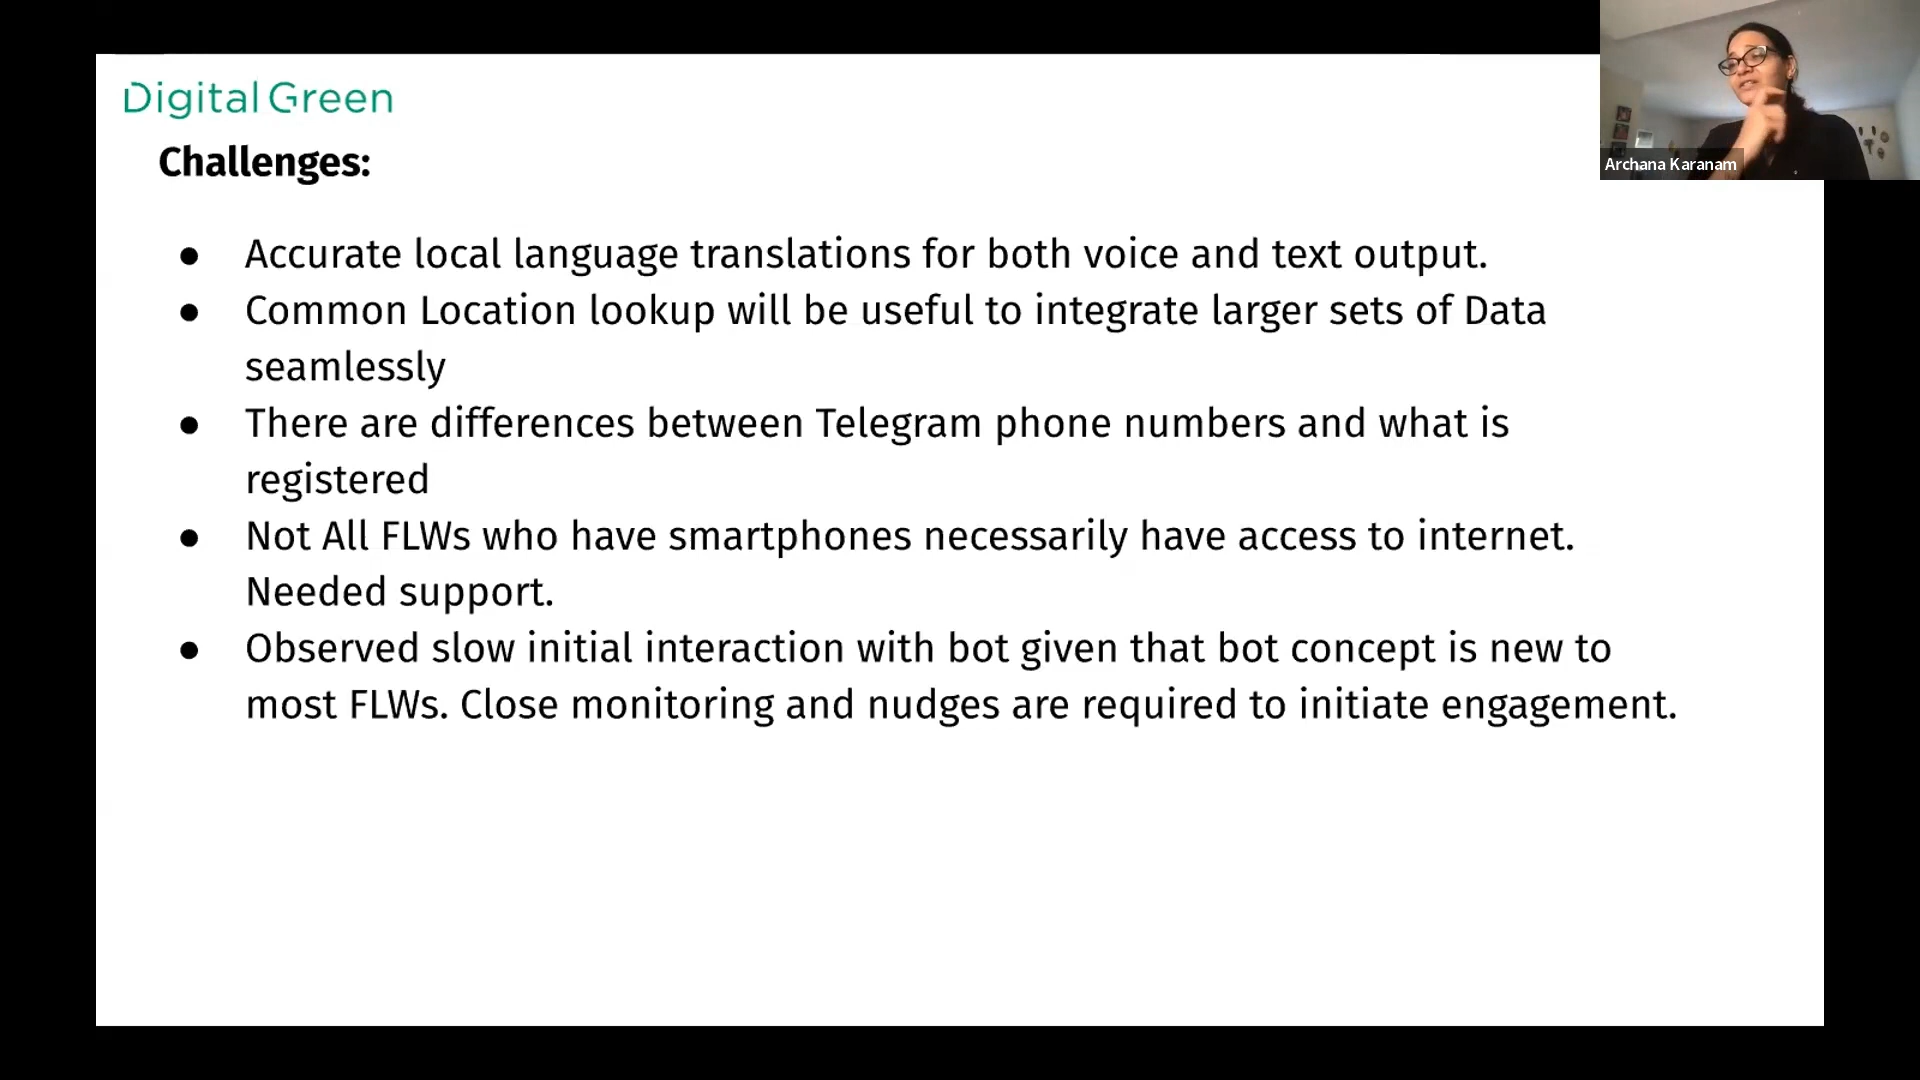 Digital Green
Archana Karanam
Challenges:
● Accurate local language translations for both voice and text output.
● Common Location lookup will be useful to integrate larger sets of Data
seamlessly
● There are differences between Telegram phone numbers and what is
registered
● Not All FLWs who have smartphones necessarily have access to internet.
Needed support.
● Observed slow initial interaction with bot given that bot concept is new to
most FLWs. Close monitoring and nudges are required to initiate engagement.